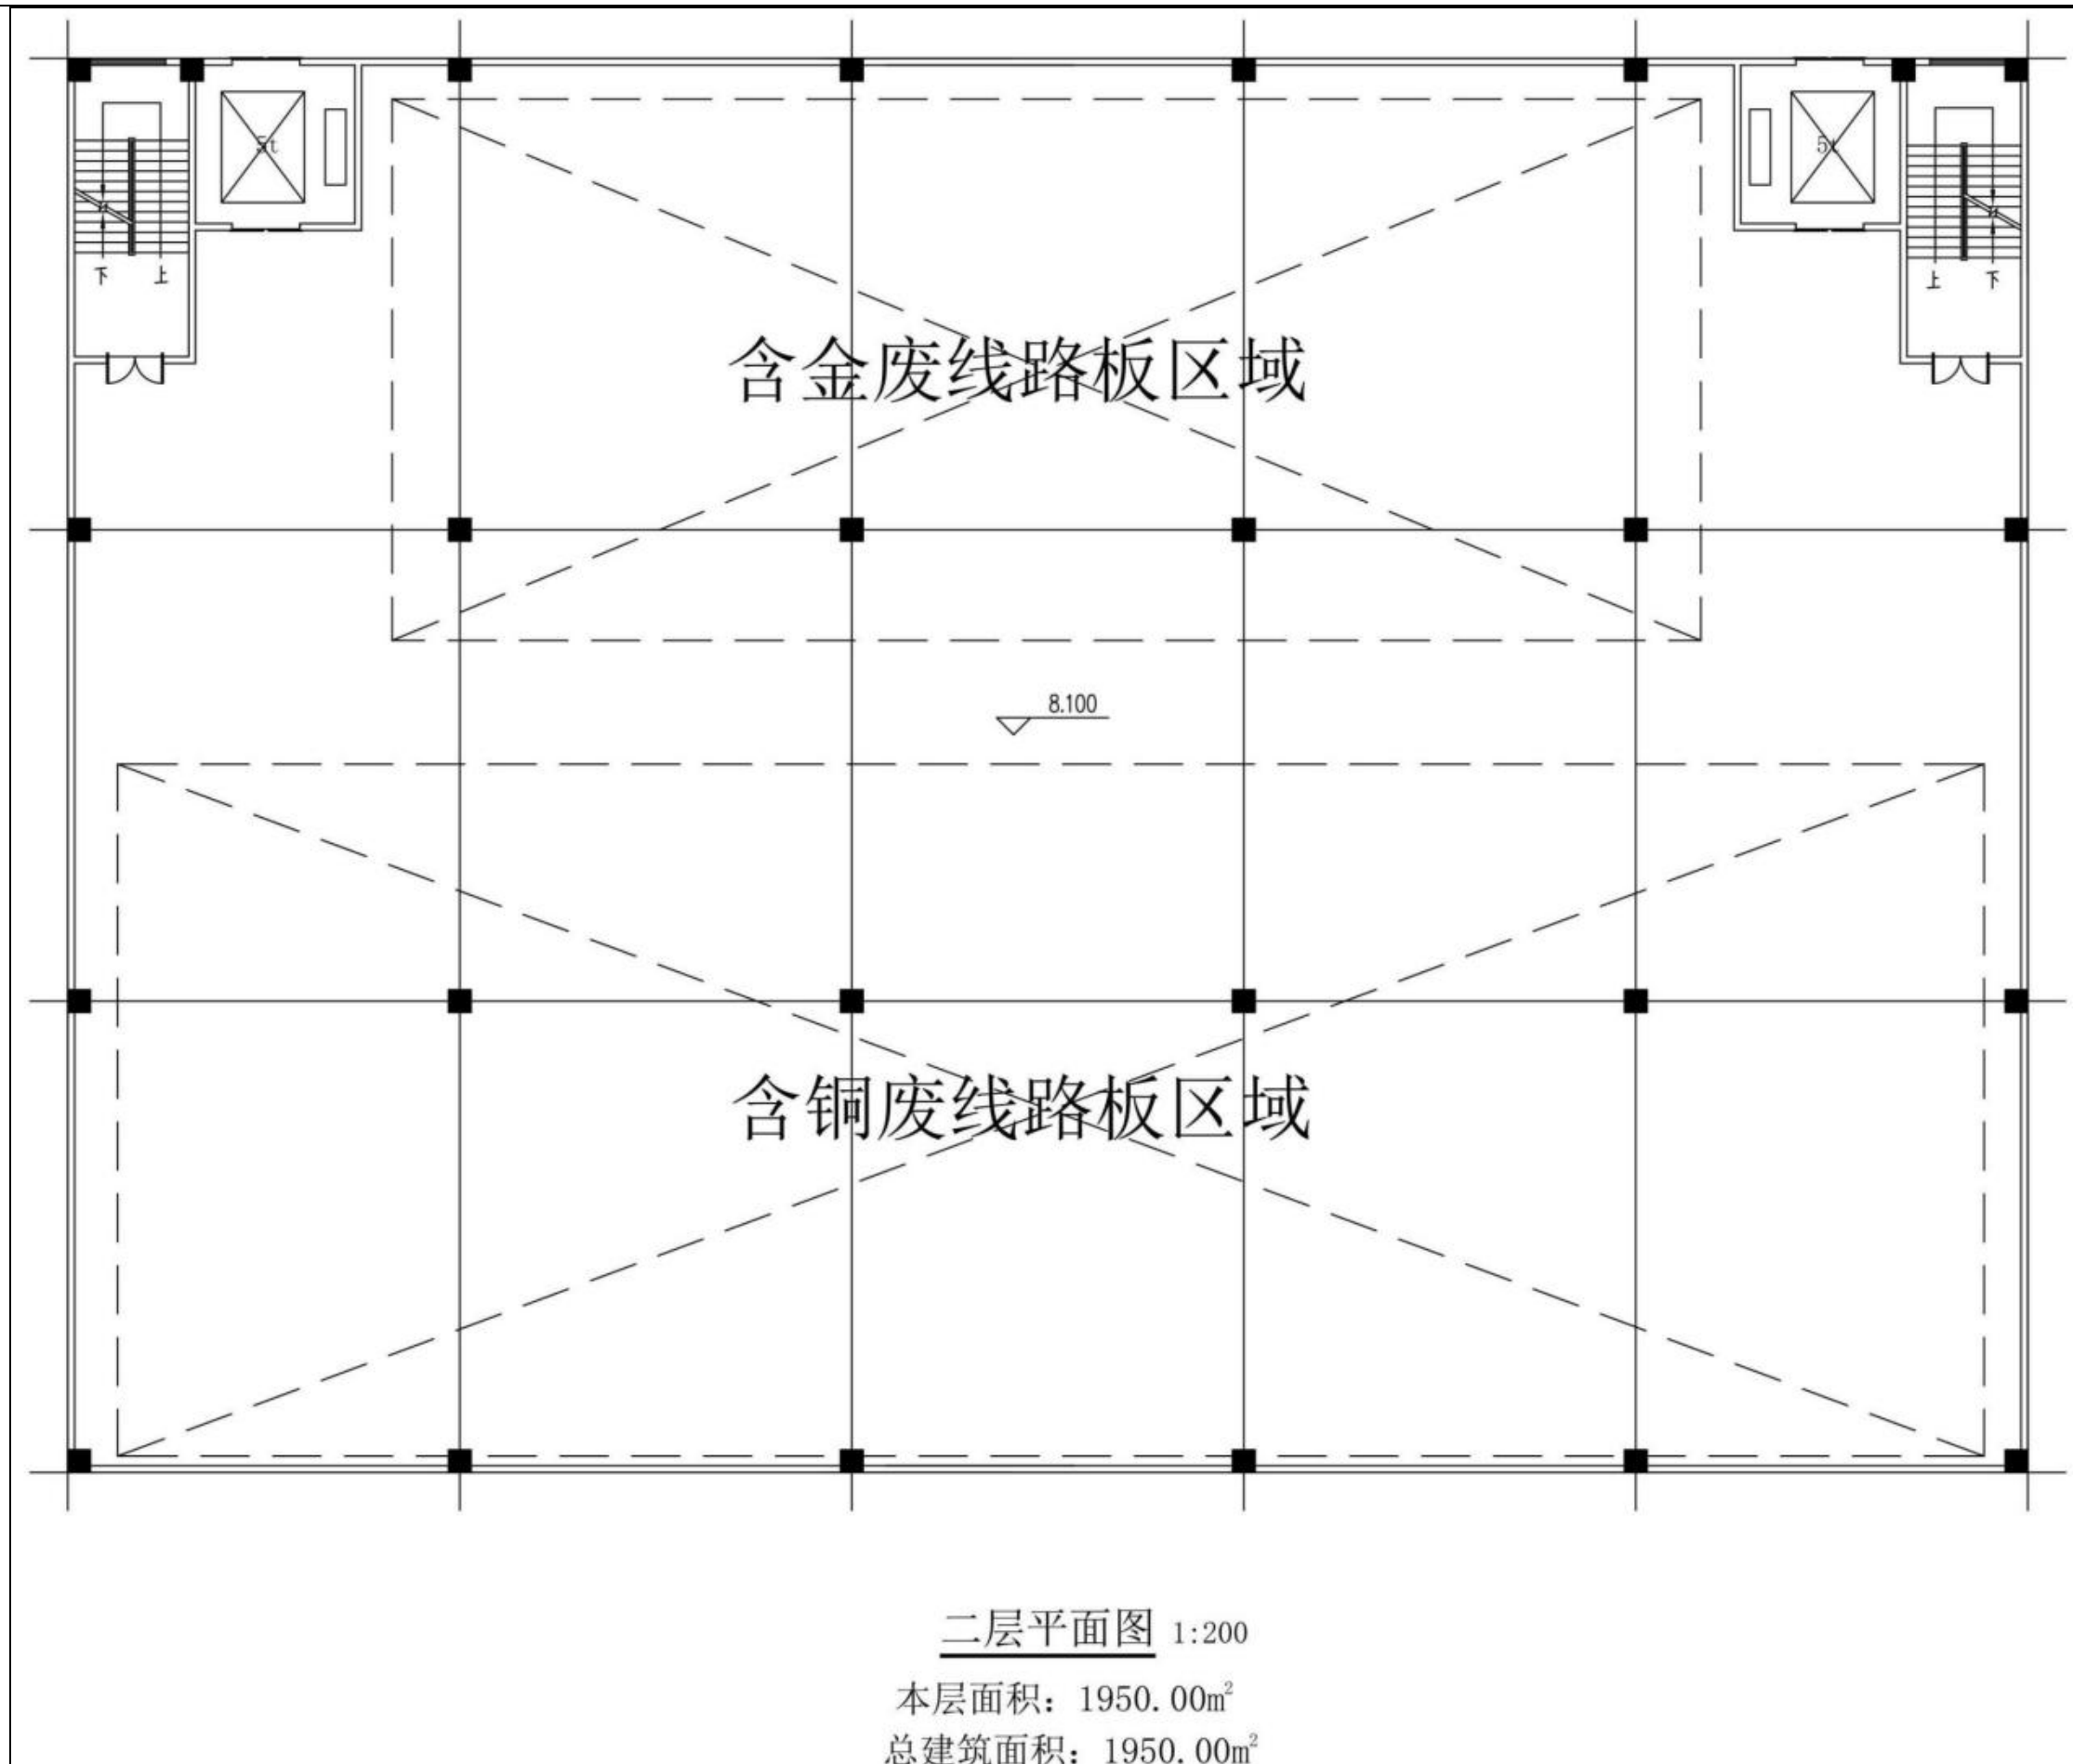 5t
5t
下 上
上 下
含金废线路板区域
8.100
含铜废线路板区域
二层平面图 1:200
本层面积：1950.00m²
总建筑面积：1950.00m²